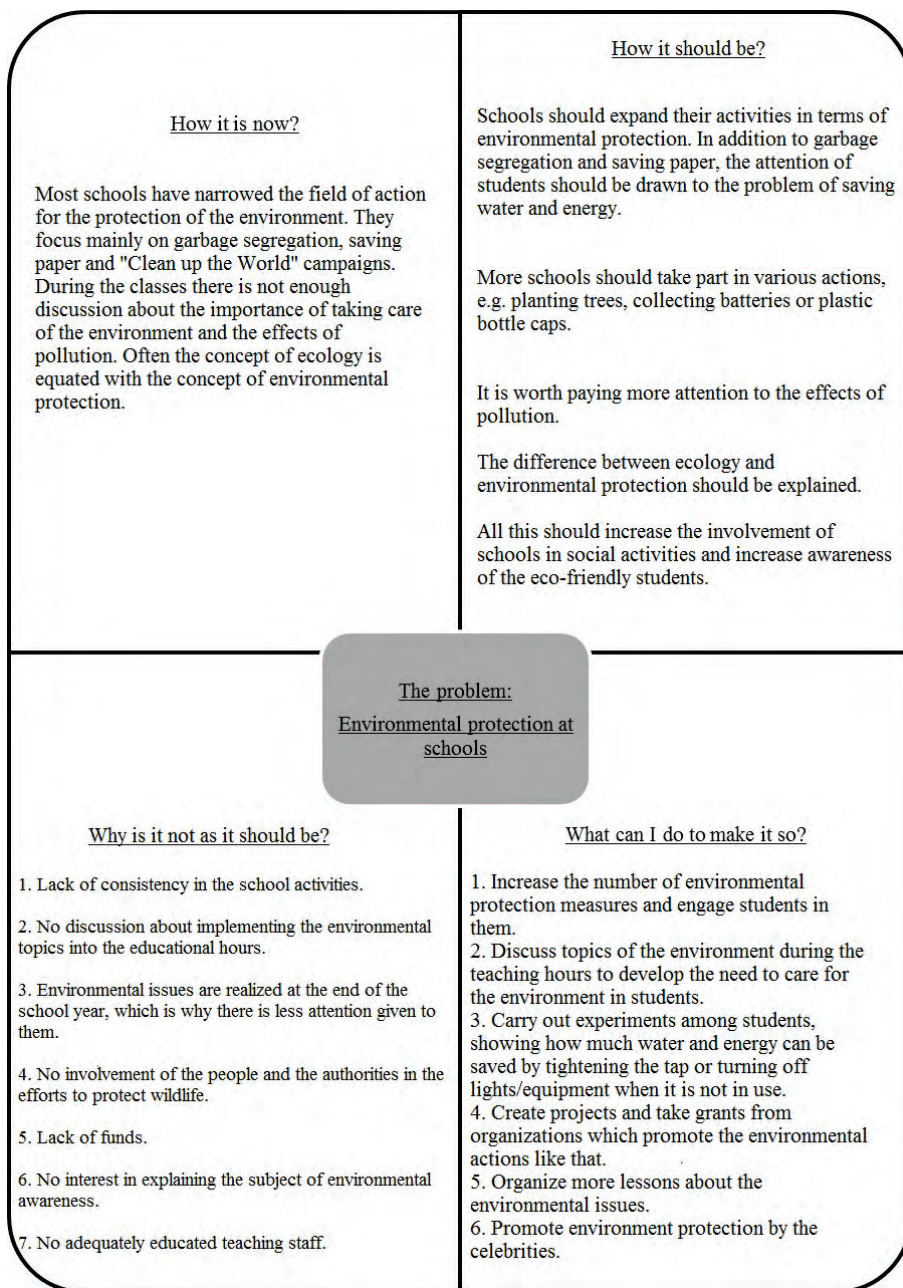 How it is now?
Most schools have narrowed the field of action
for the protection of the environment. They
focus mainly on garbage segregation, saving
paper and "Clean up the World" campaigns.
During the classes there is not enough
discussion about the importance of taking care
of the environment and the effects of
pollution. Often the concept of ecology is
equated with the concept of environmental
protection.
How it should be?
Schools should expand their activities in terms of
environmental protection. In addition to garbage
segregation and saving paper, the attention of
students should be drawn to the problem of saving
water and energy.
More schools should take part in various actions,
e.g. planting trees, collecting batteries or plastic
bottle caps.
It is worth paying more attention to the effects of
pollution.
The difference between ecology and
environmental protection should be explained.
All this should increase the involvement of
schools in social activities and increase awareness
of the eco-friendly students.
The problem:
Environmental protection at
schools
Why is it not as it should be?
1. Lack of consistency in the school activities.
2. No discussion about implementing the environmental
topics into the educational hours.
3. Environmental issues are realized at the end of the
school year, which is why there is less attention given to
them.
4. No involvement of the people and the authorities in the
efforts to protect wildlife.
5. Lack of funds.
6. No interest in explaining the subject of environmental
awareness.
7. No adequately educated teaching staff.
What can I do to make it so?
1. Increase the number of environmental
protection measures and engage students in
them.
2. Discuss topics of the environment during the
teaching hours to develop the need to care for
the environment in students.
3. Carry out experiments among students,
showing how much water and energy can be
saved by tightening the tap or turning off
lights/equipment when it is not in use.
4. Create projects and take grants from
organizations which promote the environmental
actions like that.
5. Organize more lessons about the
environmental issues.
6. Promote environment protection by the
celebrities.